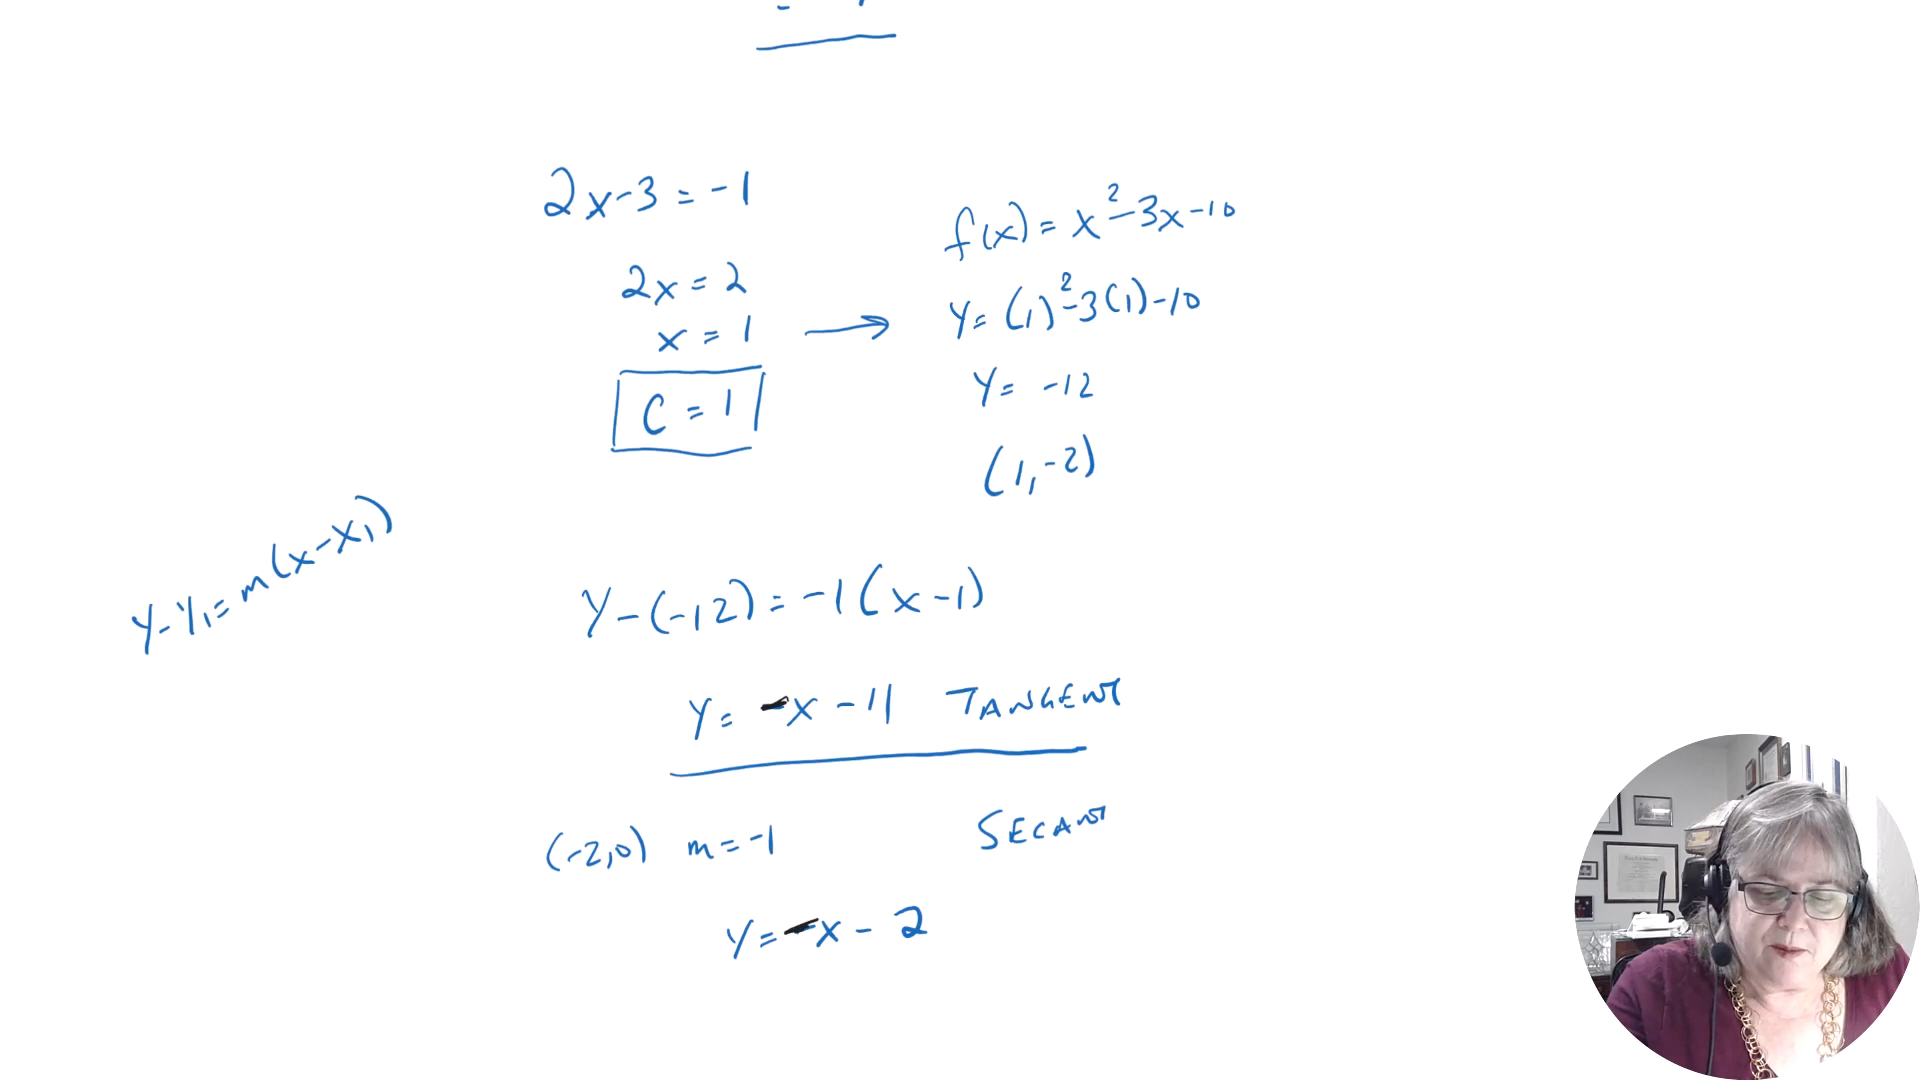 2x-3 = -1
2x = 2
x = 1
C = 1
f(x) = x²-3x-10
y = (1)²-3(1)-10
y = -12
(1,-2)
y-y₁ = m(x-x₁)
y-(-12) = -1(x-1)
y = -x - 11 TANGENT
(-2,0) m = -1 SECANT
y = -x - 2